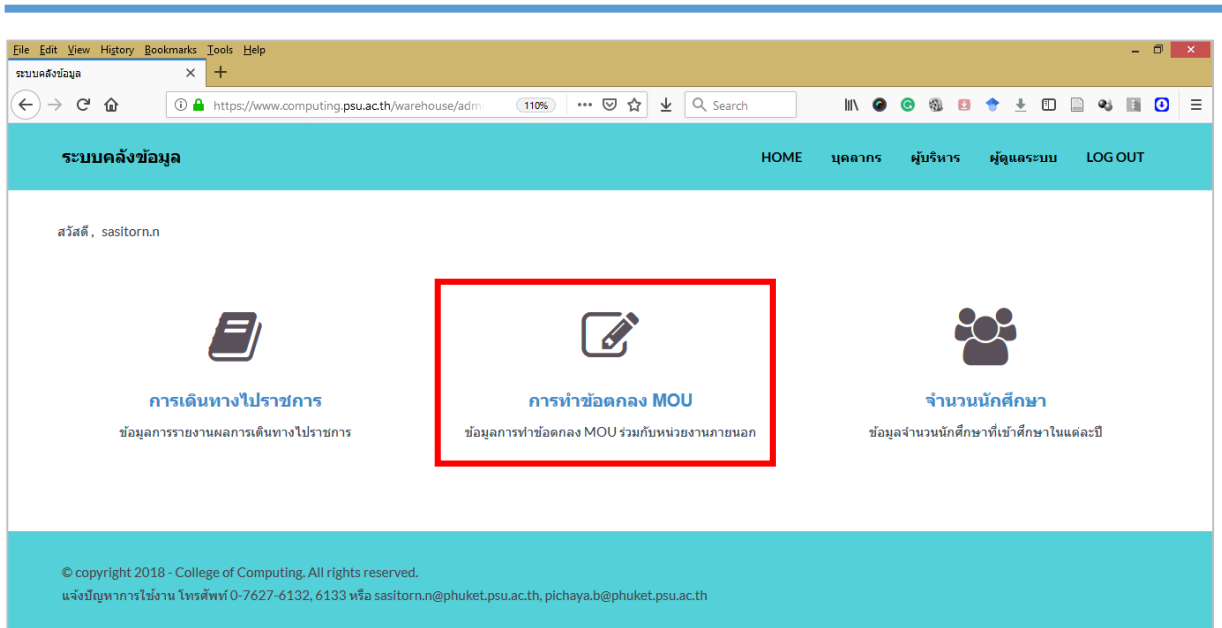 File Edit View History Bookmarks Tools Help
ระบบคลังข้อมูล
https://www.computing.psu.ac.th/warehouse/adm 110% Search
ระบบคลังข้อมูล HOME บุคลากร ผู้บริหาร ผู้ดูแลระบบ LOG OUT
สวัสดี , sasitorn.n
การเดินทางไปราชการ การทำข้อตกลง MOU จำนวนนักศึกษา
ข้อมูลการรายงานผลการเดินทางไปราชการ ข้อมูลการทำข้อตกลง MOU ร่วมกับหน่วยงานภายนอก ข้อมูลจำนวนนักศึกษาที่เข้าศึกษาในแต่ละปี
© copyright 2018 - College of Computing. All rights reserved.
แจ้งปัญหาการใช้งาน โทรศัพท์ 0-7627-6132, 6133 หรือ sasitorn.n@phuket.psu.ac.th, pichaya.b@phuket.psu.ac.th